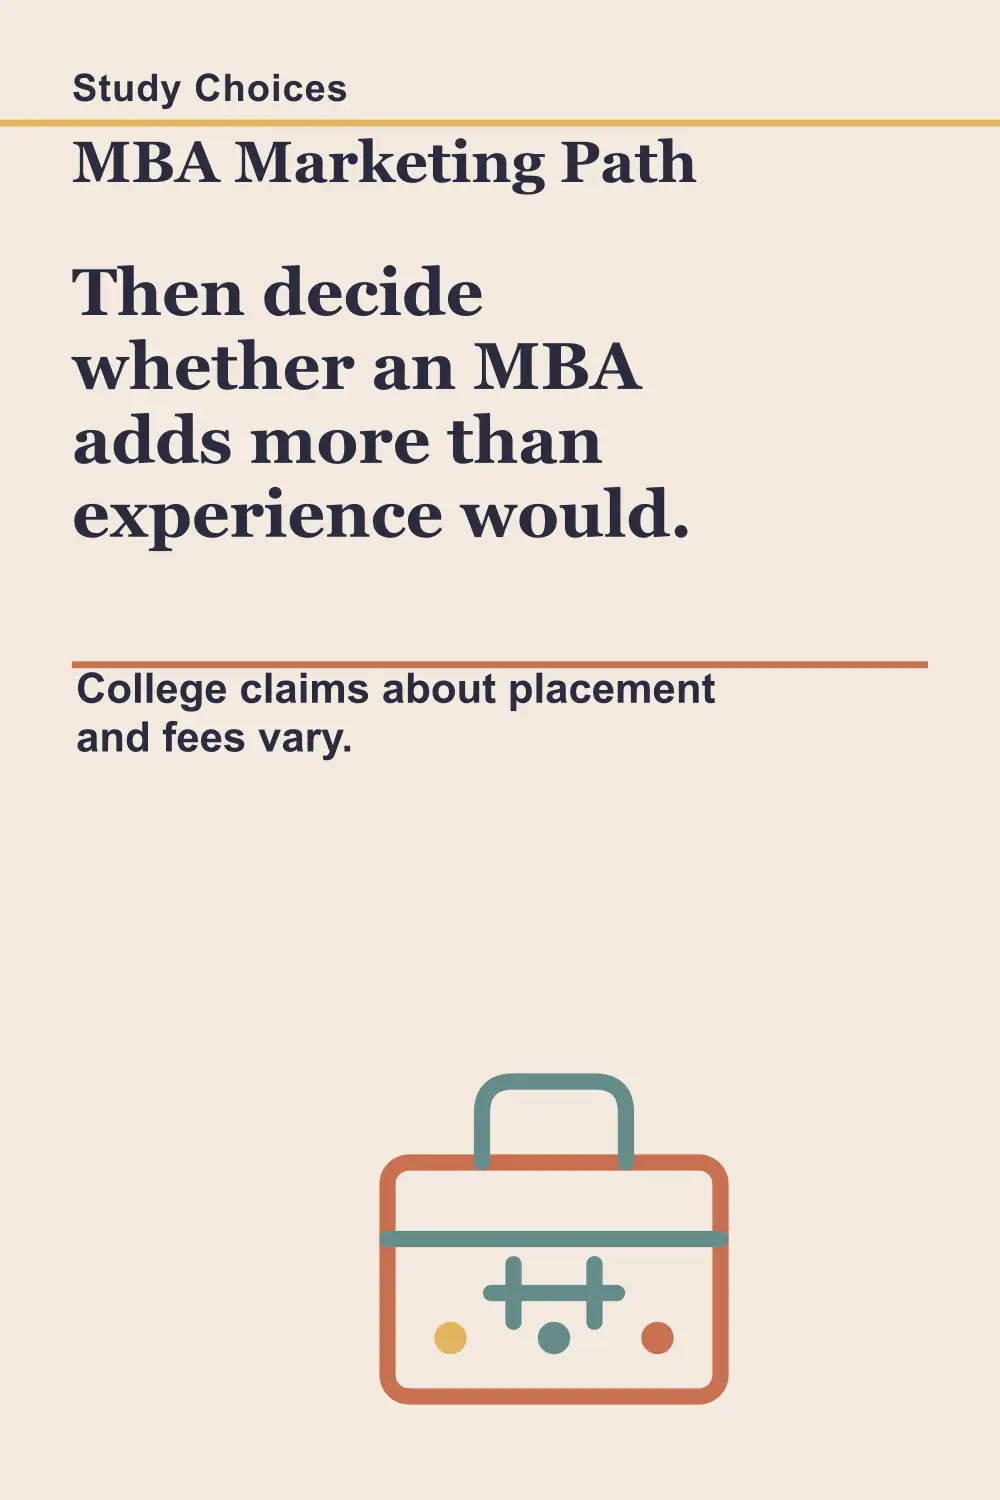 Study Choices
MBA Marketing Path
Then decide
whether an MBA
adds more than
experience would.
College claims about placement
and fees vary.